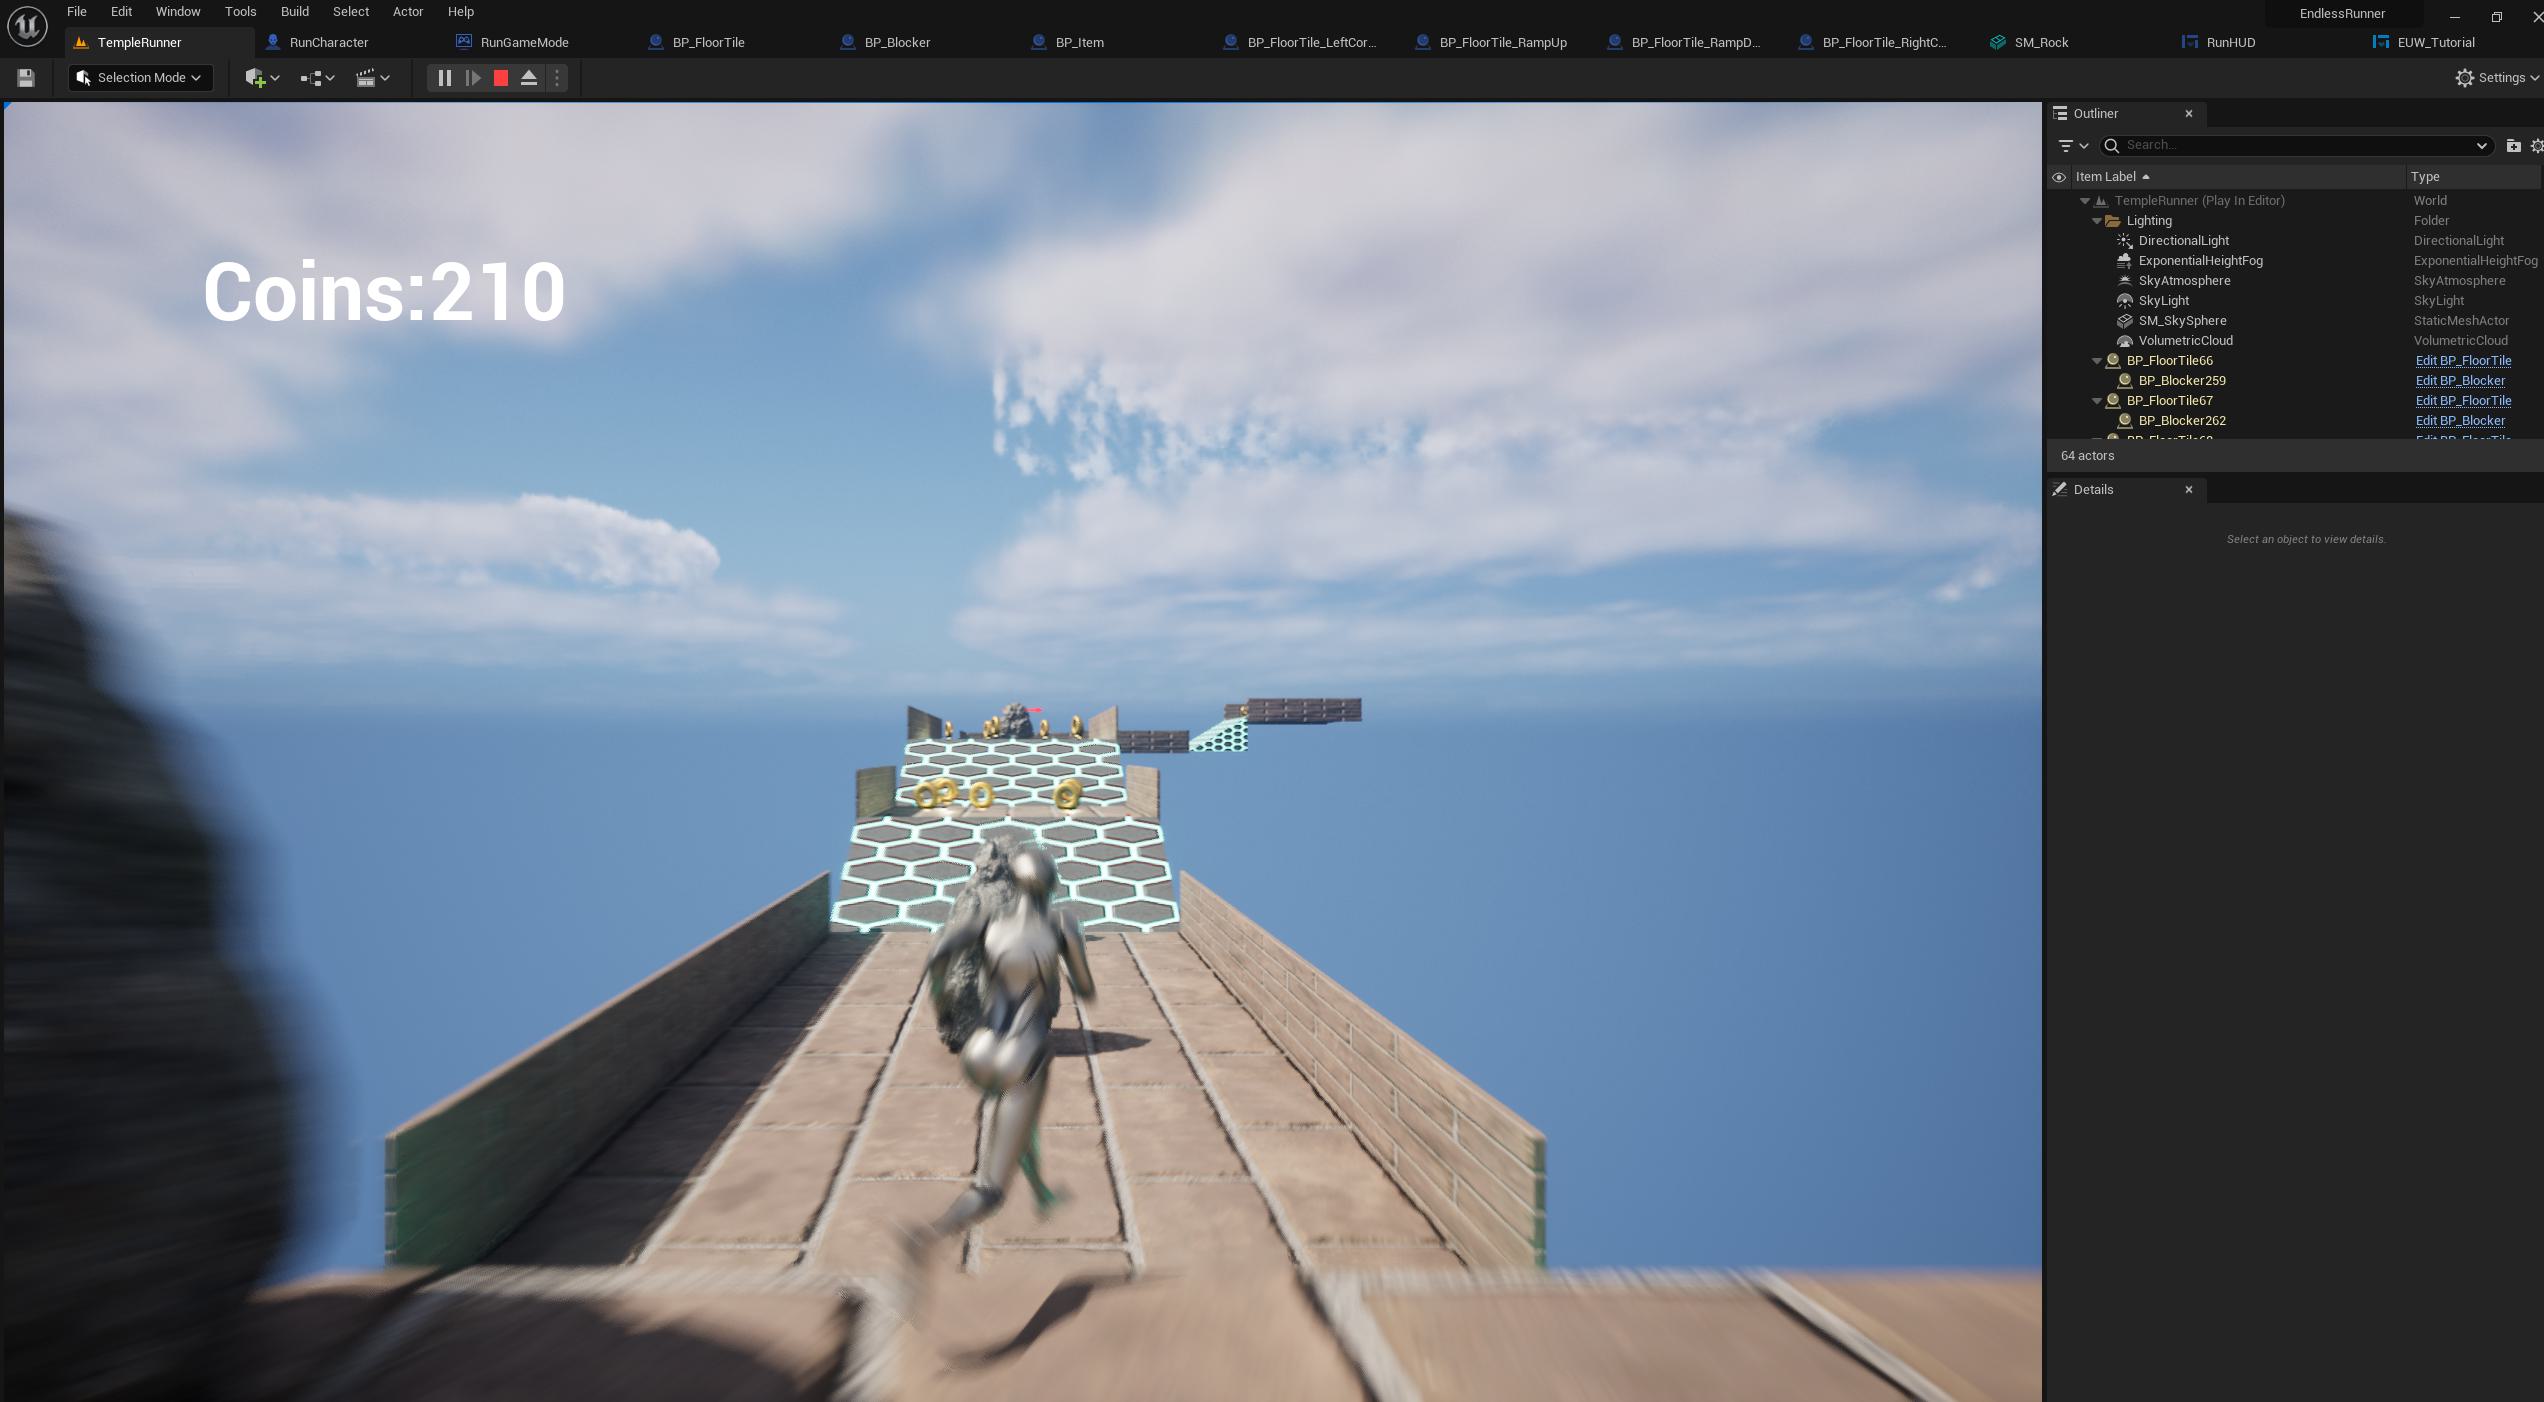 File Edit Window Tools Build Select Actor Help
EndlessRunner
TempleRunner RunCharacter RunGameMode BP_FloorTile BP_Blocker BP_Item BP_FloorTile_LeftCor... BP_FloorTile_RampUp BP_FloorTile_RampD... BP_FloorTile_RightC... SM_Rock RunHUD EUW_Tutorial
Selection Mode
Settings
Coins:210
Outliner
Search...
Item Label Type
TempleRunner (Play In Editor) World
Lighting Folder
DirectionalLight DirectionalLight
ExponentialHeightFog ExponentialHeightFog
SkyAtmosphere SkyAtmosphere
SkyLight SkyLight
SM_SkySphere StaticMeshActor
VolumetricCloud VolumetricCloud
BP_FloorTile66 Edit BP_FloorTile
BP_Blocker259 Edit BP_Blocker
BP_FloorTile67 Edit BP_FloorTile
BP_Blocker262 Edit BP_Blocker
64 actors
Details
Select an object to view details.